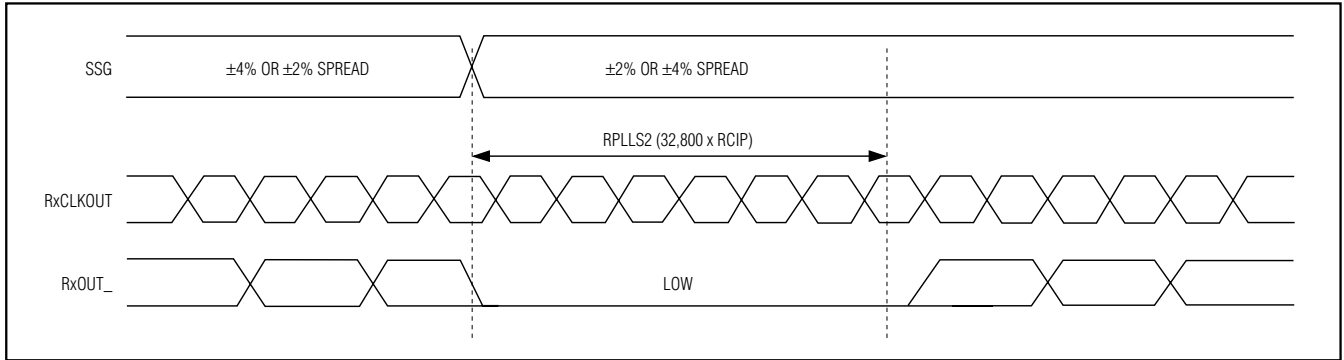 SSG
±4% OR ±2% SPREAD
±2% OR ±4% SPREAD
RPLLS2 (32,800 x RCIP)
RxCLKOUT
RxOUT_
LOW